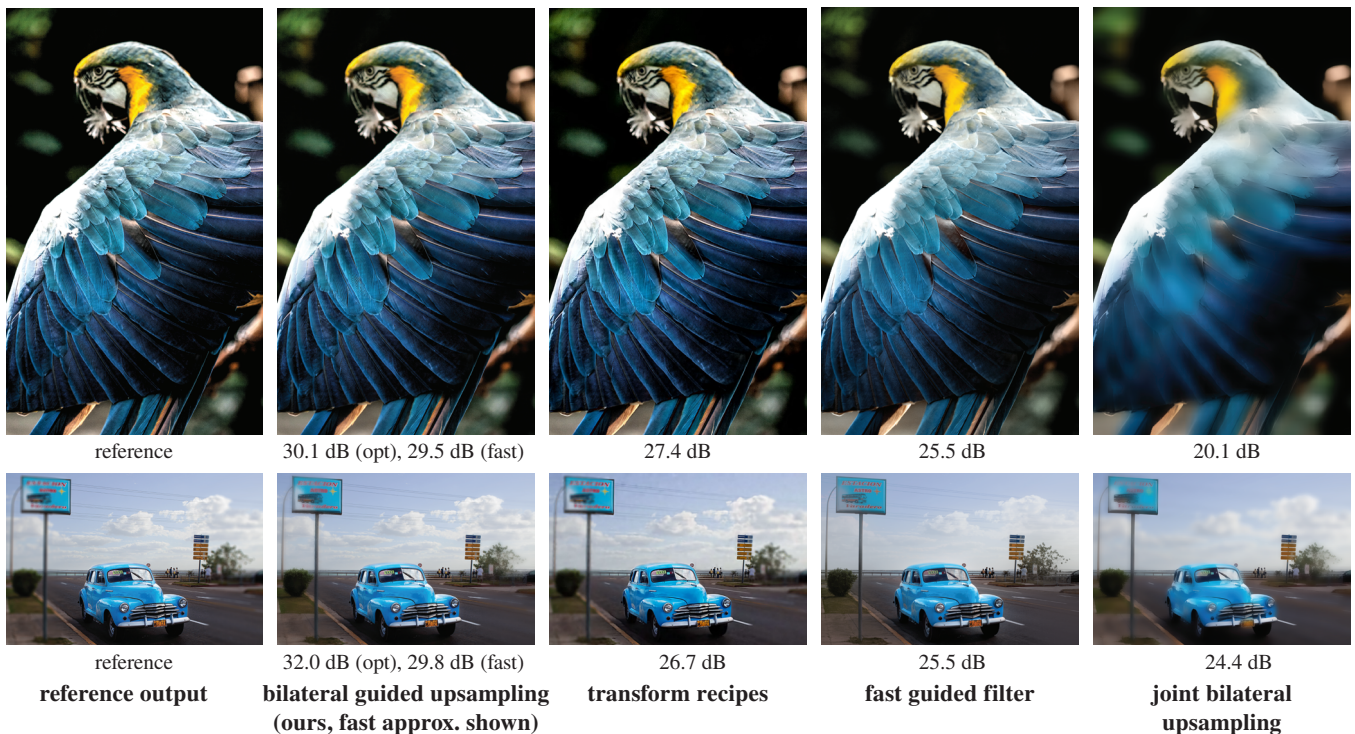 reference
30.1 dB (opt), 29.5 dB (fast)
27.4 dB
25.5 dB
20.1 dB
reference
32.0 dB (opt), 29.8 dB (fast)
26.7 dB
25.5 dB
24.4 dB
reference output
bilateral guided upsampling
(ours, fast approx. shown)
transform recipes
fast guided filter
joint bilateral
upsampling